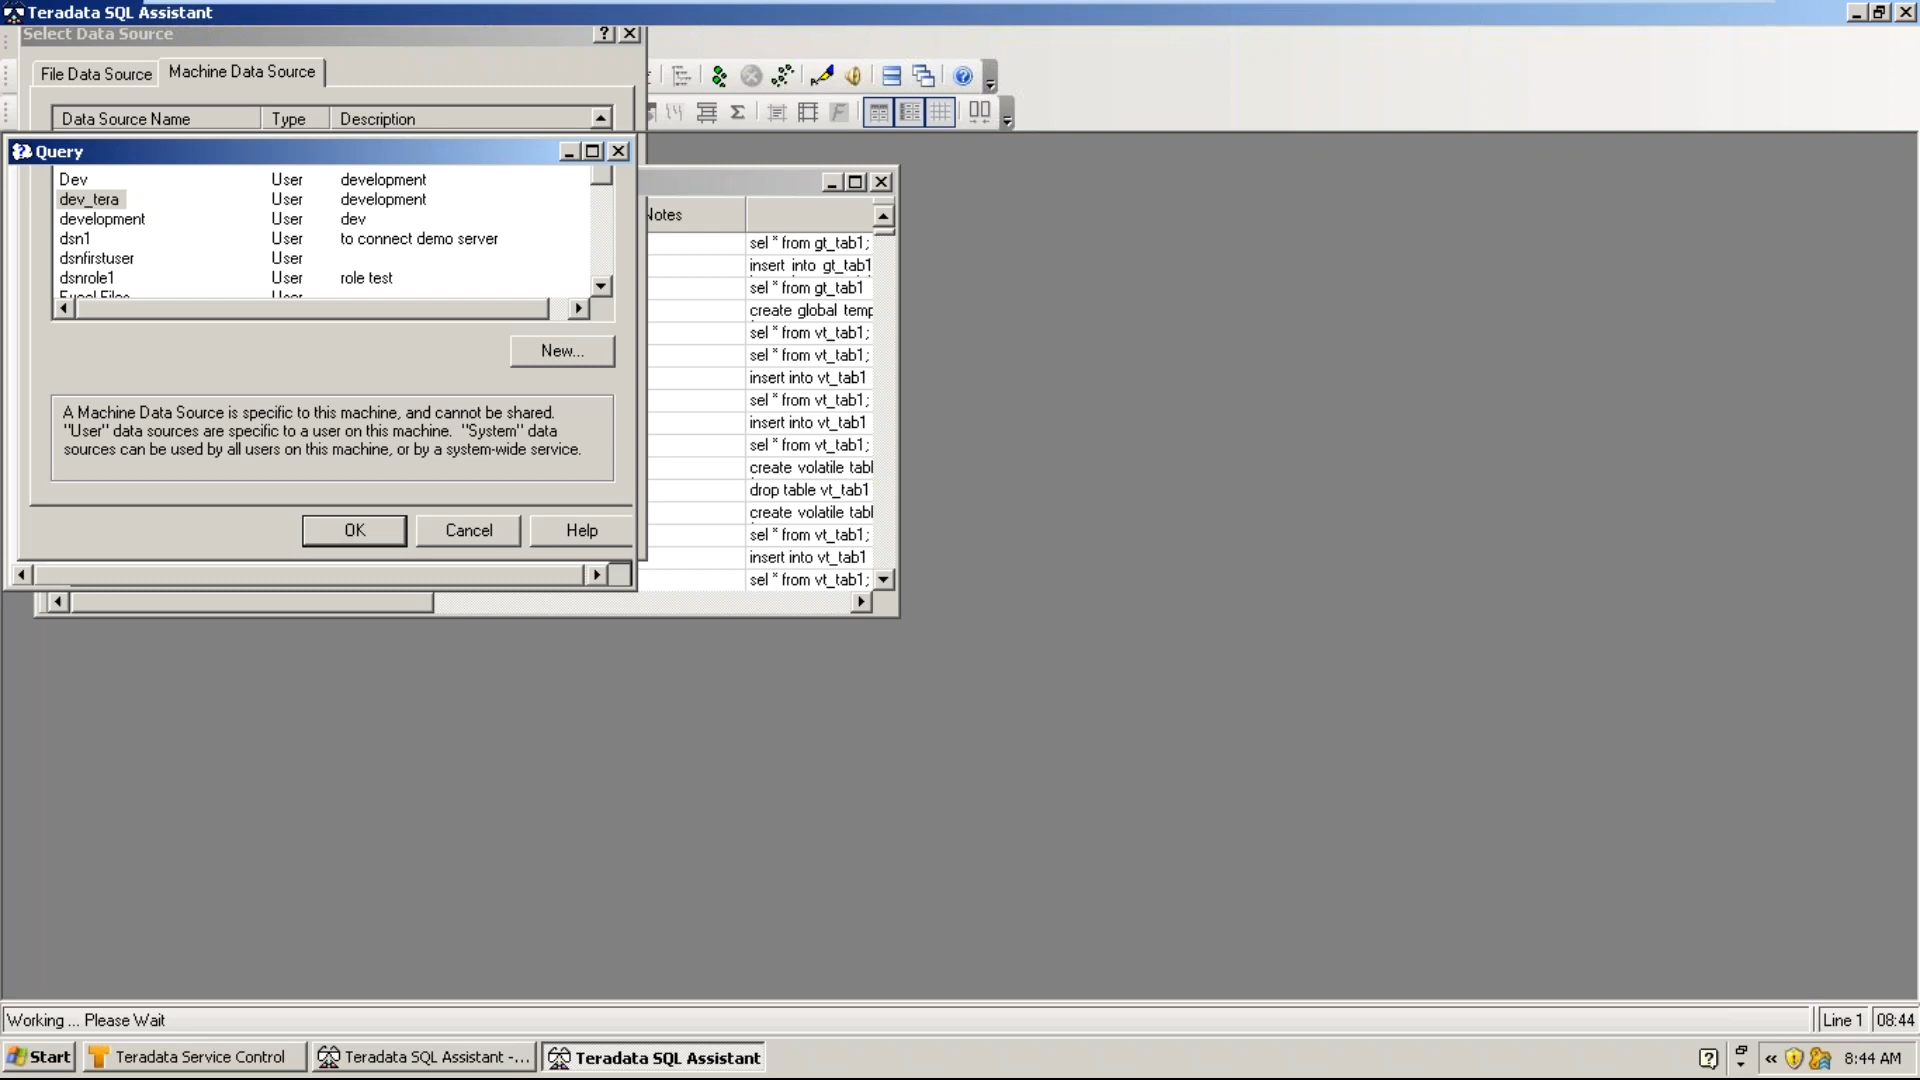 Teradata SQL Assistant
Select Data Source
File Data Source
Machine Data Source
Data Source Name Type Description
Query
Dev User development
dev_tera User development
development User dev
dsn1 User to connect demo server
dsnfirstuser User
dsnrole1 User role test
Excel Files User
New...
A Machine Data Source is specific to this machine, and cannot be shared.
"User" data sources are specific to a user on this machine. "System" data
sources can be used by all users on this machine, or by a system-wide service.
OK
Cancel
Help
Notes
sel * from gt_tab1;
insert into gt_tab1
sel * from gt_tab1
create global temp
sel * from vt_tab1;
sel * from vt_tab1;
insert into vt_tab1
sel * from vt_tab1;
insert into vt_tab1
sel * from vt_tab1;
create volatile tabl
drop table vt_tab1
create volatile tabl
sel * from vt_tab1;
insert into vt_tab1
sel * from vt_tab1;
Working ... Please Wait
Line 1
08:44
Start
Teradata Service Control
Teradata SQL Assistant -...
Teradata SQL Assistant
8:44 AM